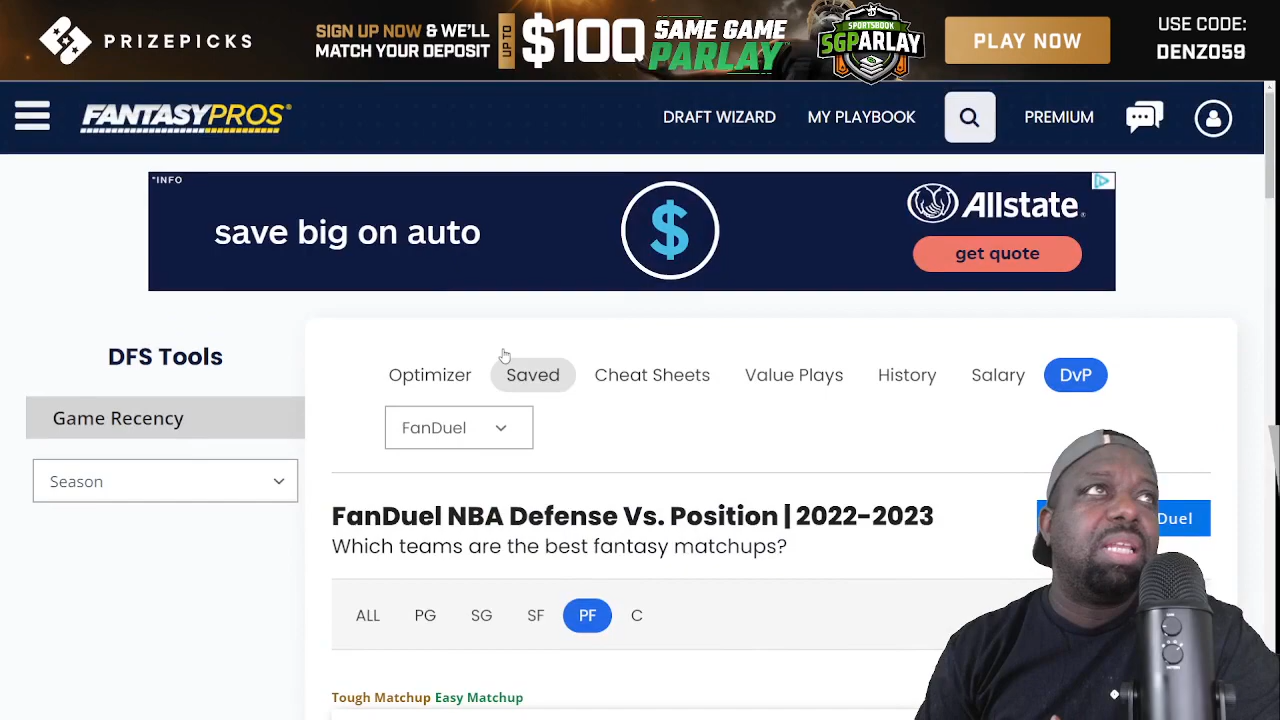 PRIZEPICKS
SIGN UP NOW & WE'LL
MATCH YOUR DEPOSIT
UP TO
$100
SAME GAME
PARLAY
SPORTSBOOK
SGPARLAY
PLAY NOW
USE CODE:
DENZO59
FANTASYPROS
DRAFT WIZARD
MY PLAYBOOK
PREMIUM
*INFO
save big on auto
$
Allstate
get quote
DFS Tools
Game Recency
Season
Optimizer
Saved
Cheat Sheets
Value Plays
History
Salary
DvP
FanDuel
FanDuel NBA Defense Vs. Position | 2022-2023
Duel
Which teams are the best fantasy matchups?
ALL
PG
SG
SF
PF
C
Tough Matchup Easy Matchup